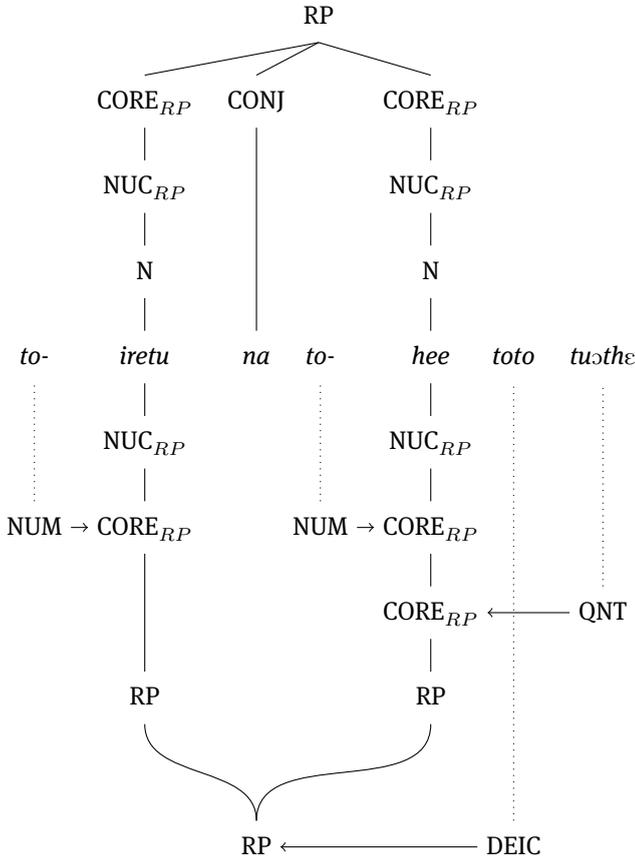 RP
CORE_RP CONJ CORE_RP
NUC_RP NUC_RP
N N
to- iretu na to- hee toto tuɔthɛ
NUC_RP NUC_RP
NUM → CORE_RP NUM → CORE_RP
CORE_RP ← QNT
RP RP
RP ← DEIC